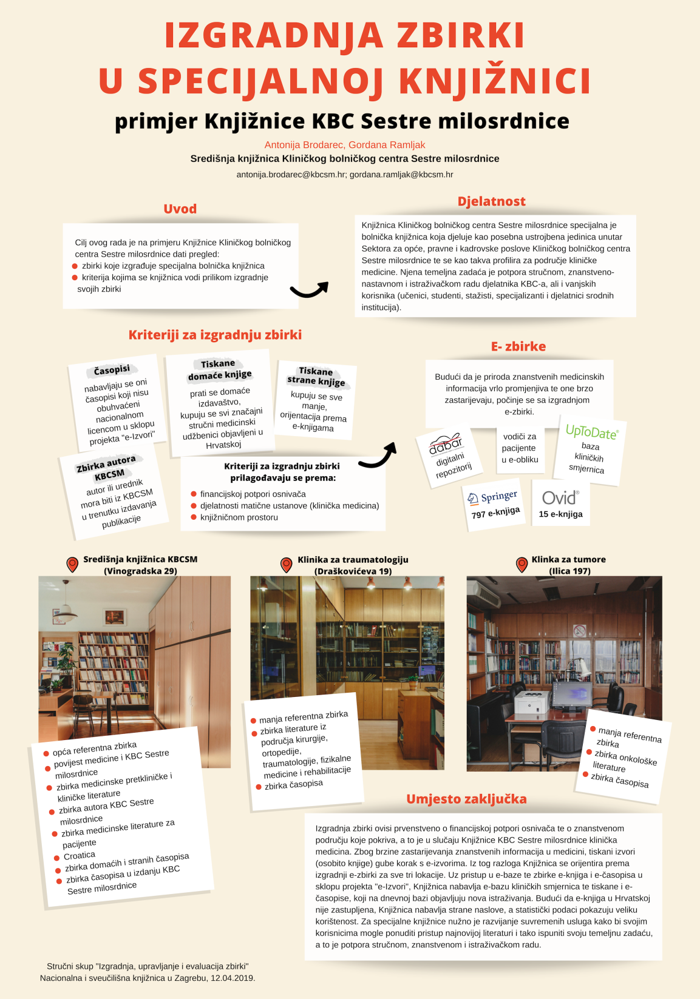 IZGRADNJA ZBIRKI
U SPECIJALNOJ KNJIŽNICI
primjer Knjižnice KBC Sestre milosrdnice
Antonija Brodarec, Gordana Ramljak
Središnja knjižnica Kliničkog bolničkog centra Sestre milosrdnice
antonija.brodarec@kbcsm.hr; gordana.ramljak@kbcsm.hr
Uvod
Cilj ovog rada je na primjeru Knjižnice Kliničkog bolničkog
centra Sestre milosrdnice dati pregled:
zbirki koje izgrađuje specijalna bolnička knjižnica
kriterija kojima se knjižnica vodi prilikom izgradnje
svojih zbirki
Djelatnost
Knjižnica Kliničkog bolničkog centra Sestre milosrdnice specijalna je
bolnička knjižnica koja djeluje kao posebna ustrojbena jedinica unutar
Sektora za opće, pravne i kadrovske poslove Kliničkog bolničkog centra
Sestre milosrdnice te se kao takva profilira za područje kliničke
medicine. Njena temeljna zadaća je potpora stručnom, znanstveno-
nastavnom i istraživačkom radu djelatnika KBC-a, ali i vanjskih
korisnika (učenici, studenti, stažisti, specijalizanti i djelatnici srodnih
institucija).
Kriteriji za izgradnju zbirki
Časopisi
nabavljaju se oni
časopisi koji nisu
obuhvaćeni
nacionalnom
licencom u sklopu
projekta "e-Izvori"
Tiskane
domaće knjige
prati se domaće
izdavaštvo,
kupuju se svi značajni
stručni medicinski
udžbenici objavljeni u
Hrvatskoj
Tiskane
strane knjige
kupuju se sve
manje,
orijentacija prema
e-knjigama
Zbirka autora
KBCSM
autor ili urednik
mora biti iz KBCSM
u trenutku izdavanja
publikacije
Kriteriji za izgradnju zbirki
prilagođavaju se prema:
financijskoj potpori osnivača
djelatnosti matične ustanove (klinička medicina)
knjižničnom prostoru
E- zbirke
Budući da je priroda znanstvenih medicinskih
informacija vrlo promjenjiva te one brzo
zastarijevaju, počinje se sa izgradnjom
e-zbirki.
dabar
digitalni
repozitorij
vodiči za
pacijente
u e-obliku
UpToDate®
baza
kliničkih
smjernica
Springer
797 e-knjiga
Ovid®
15 e-knjiga
Središnja knjižnica KBCSM
(Vinogradska 29)
opća referentna zbirka
povijest medicine i KBC Sestre
milosrdnice
zbirka medicinske pretkliničke i
kliničke literature
zbirka autora KBC Sestre
milosrdnice
zbirka medicinske literature za
pacijente
Croatica
zbirka domaćih i stranih časopisa
zbirka časopisa u izdanju KBC
Sestre milosrdnice
Klinika za traumatologiju
(Draškovićeva 19)
manja referentna zbirka
zbirka literature iz
područja kirurgije,
ortopedije,
traumatologije, fizikalne
medicine i rehabilitacije
zbirka časopisa
Klinka za tumore
(Ilica 197)
manja referentna
zbirka
zbirka onkološke
literature
zbirka časopisa
Umjesto zaključka
Izgradnja zbirki ovisi prvenstveno o financijskoj potpori osnivača te o znanstvenom
području koje pokriva, a to je u slučaju Knjižnice KBC Sestre milosrdnice klinička
medicina. Zbog brzine zastarijevanja znanstvenih informacija u medicini, tiskani izvori
(osobito knjige) gube korak s e-izvorima. Iz tog razloga Knjižnica se orijentira prema
izgradnji e-zbirki za sve tri lokacije. Uz pristup u e-baze te zbirke e-knjiga i e-časopisa u
sklopu projekta "e-Izvori", Knjižnica nabavlja e-bazu kliničkih smjernica te tiskane i e-
časopise, koji na dnevnoj bazi objavljuju nova istraživanja. Budući da e-knjiga u Hrvatskoj
nije zastupljena, Knjižnica nabavlja strane naslove, a statistički podaci pokazuju veliku
korištenost. Za specijalne knjižnice nužno je razvijanje suvremenih usluga kako bi svojim
korisnicima mogle ponuditi pristup najnovijoj literaturi i tako ispuniti svoju temeljnu zadaću,
a to je potpora stručnom, znanstvenom i istraživačkom radu.
Stručni skup "Izgradnja, upravljanje i evaluacija zbirki"
Nacionalna i sveučilišna knjižnica u Zagrebu, 12.04.2019.